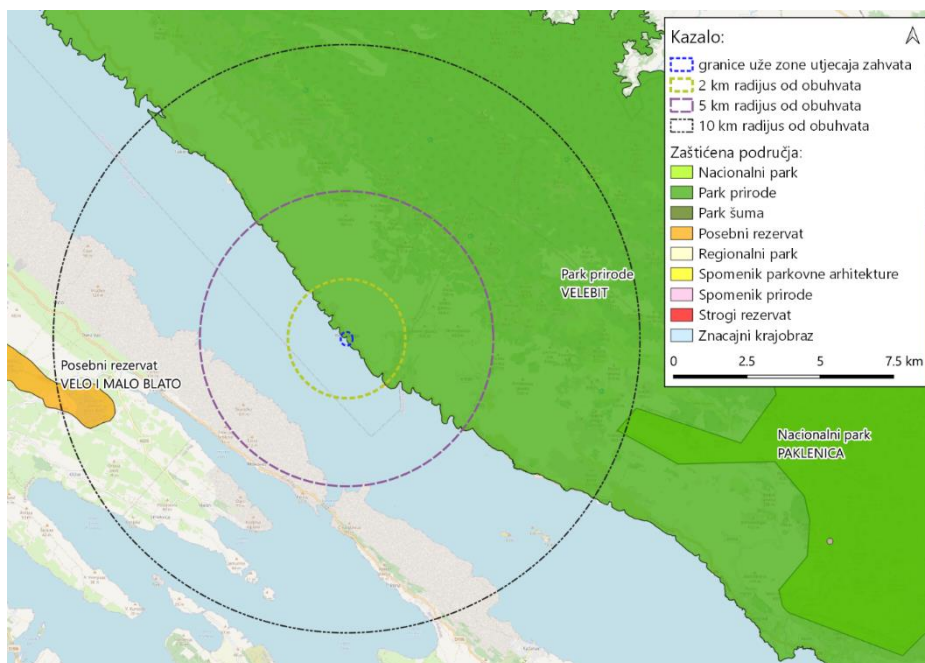 Kazalo:
granice uže zone utjecaja zahvata
2 km radijus od obuhvata
5 km radijus od obuhvata
10 km radijus od obuhvata
Zaštićena područja:
Nacionalni park
Park prirode
Park šuma
Posebni rezervat
Regionalni park
Spomenik parkovne arhitekture
Spomenik prirode
Strogi rezervat
Znacajni krajobraz
0 2.5 5 7.5 km
Park prirode
VELEBIT
Posebni rezervat
VELO I MALO BLATO
Nacionalni park
PAKLENICA